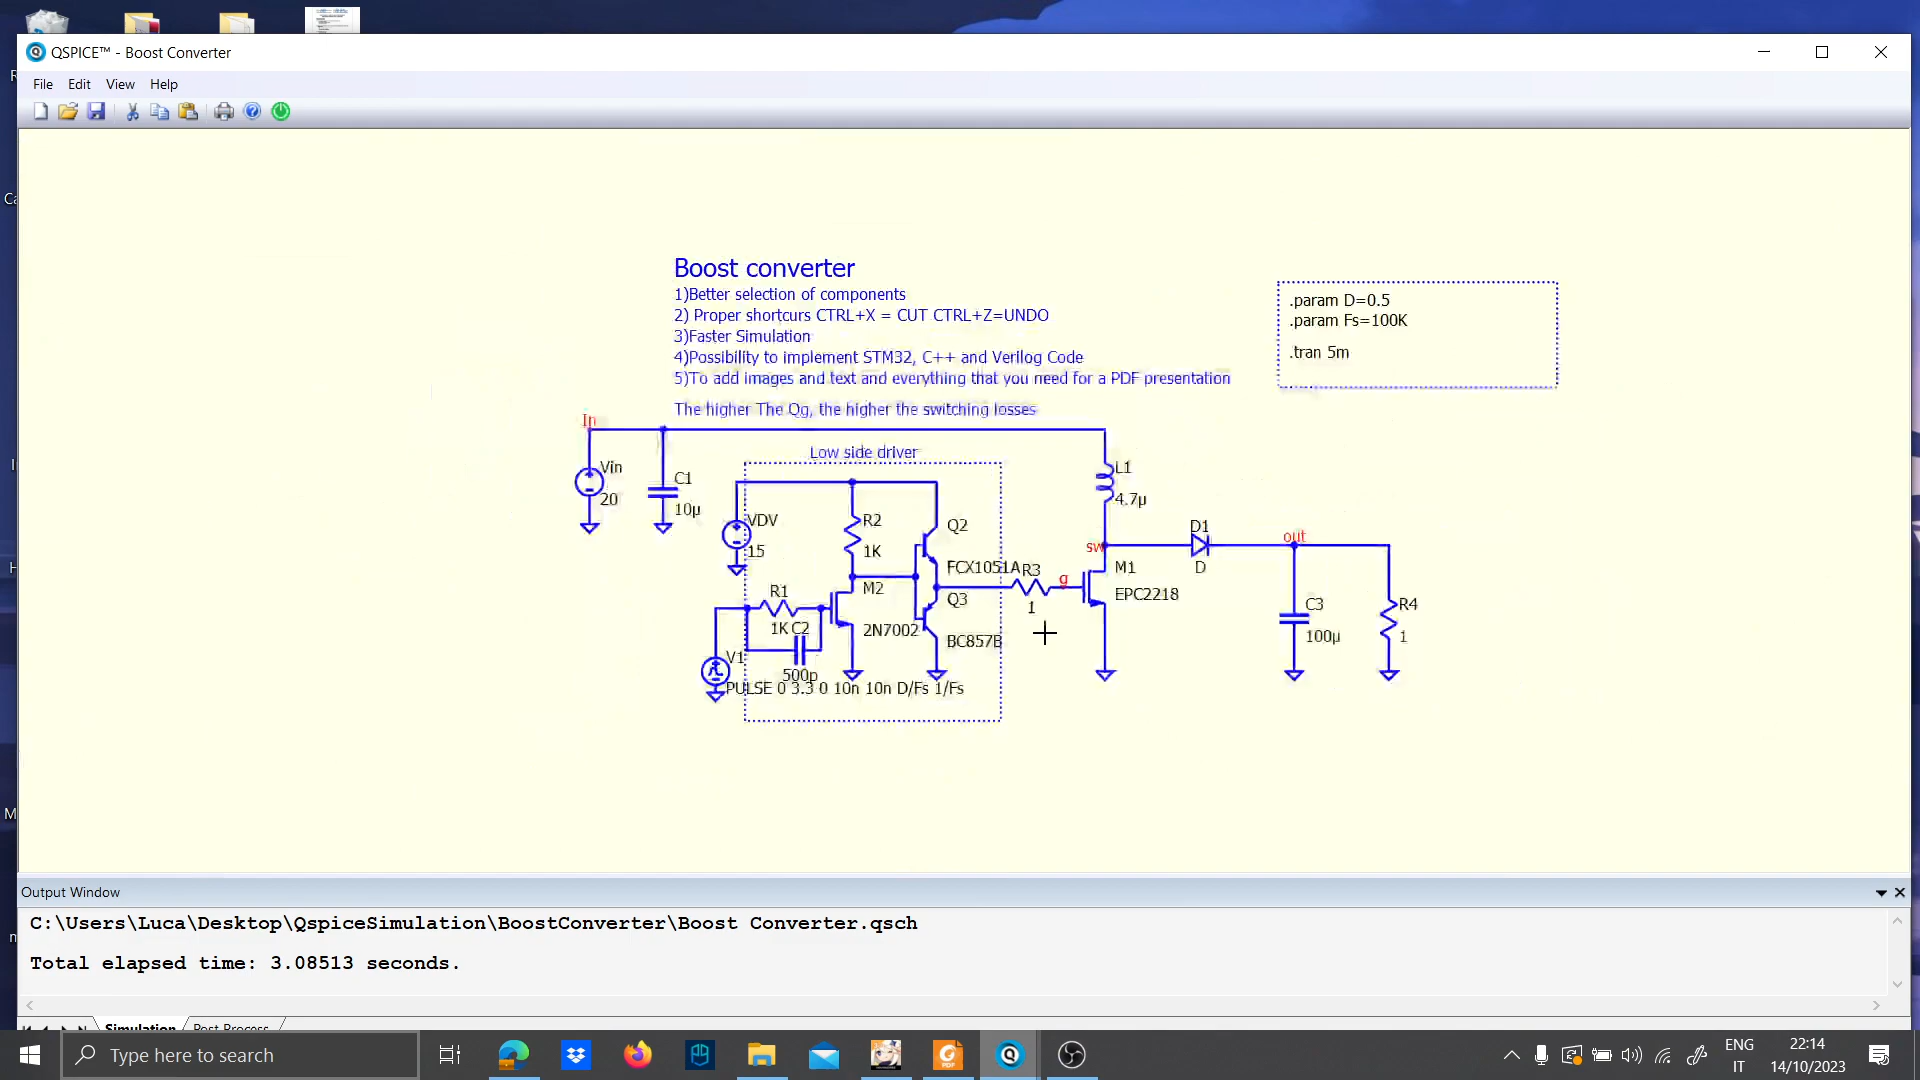 QSPICE™ - Boost Converter
File Edit View Help
Boost converter
1)Better selection of components
2) Proper shortcurs CTRL+X = CUT CTRL+Z=UNDO
3)Faster Simulation
4)Possibility to implement STM32, C++ and Verilog Code
5)To add images and text and everything that you need for a PDF presentation
The higher The Qg, the higher the switching losses
.param D=0.5
.param Fs=100K
.tran 5m
In
Low side driver
Vin
20
C1
10µ
VDV
15
R2
1K
Q2
FCX1051A
L1
4.7µ
sw
D1
D
out
R1
1K
C2
500p
M2
2N7002
Q3
BC857B
R3
1
g
M1
EPC2218
C3
100µ
R4
1
V1
PULSE 0 3.3 0 10n 10n D/Fs 1/Fs
Output Window
C:\Users\Luca\Desktop\QspiceSimulation\BoostConverter\Boost Converter.qsch
Total elapsed time: 3.08513 seconds.
Simulation Post Process
Type here to search
ENG
IT
22:14
14/10/2023